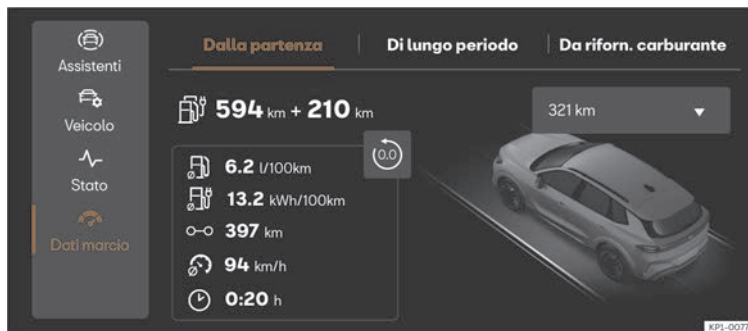 Assistenti
Veicolo
Stato
Dati marcia
Dalla partenza
Di lungo periodo
Da riforn. carburante
594 km + 210 km
321 km
(0.0)
6.2 l/100km
13.2 kWh/100km
397 km
94 km/h
0:20 h
KP1-0077